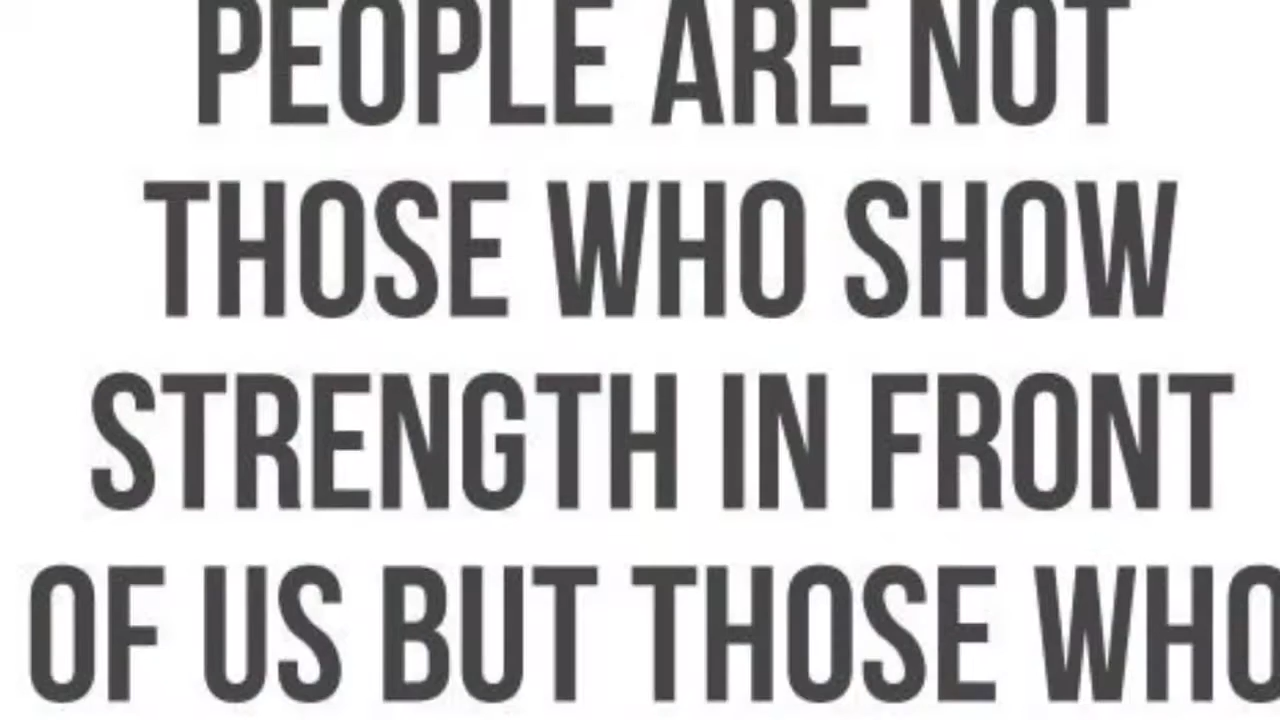 PEOPLE ARE NOT
THOSE WHO SHOW
STRENGTH IN FRONT
OF US BUT THOSE WHO